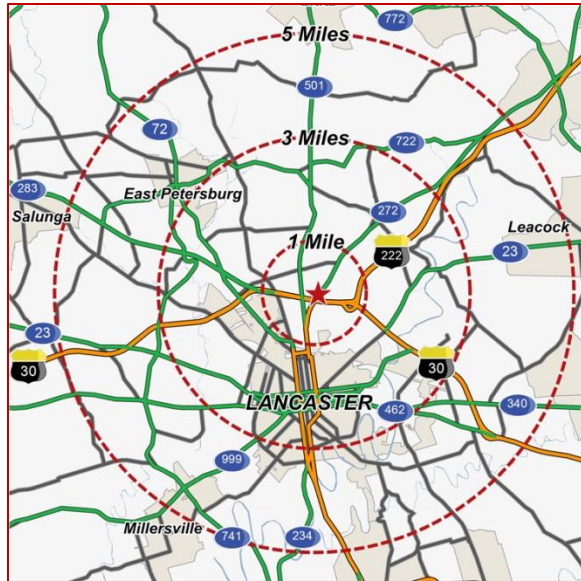 772
5 Miles
501
72
3 Miles
722
283
East Petersburg
Salunga
272
Leacock
1 Mile
222
23
23
30
30
LANCASTER
462
340
999
Millersville
741
234